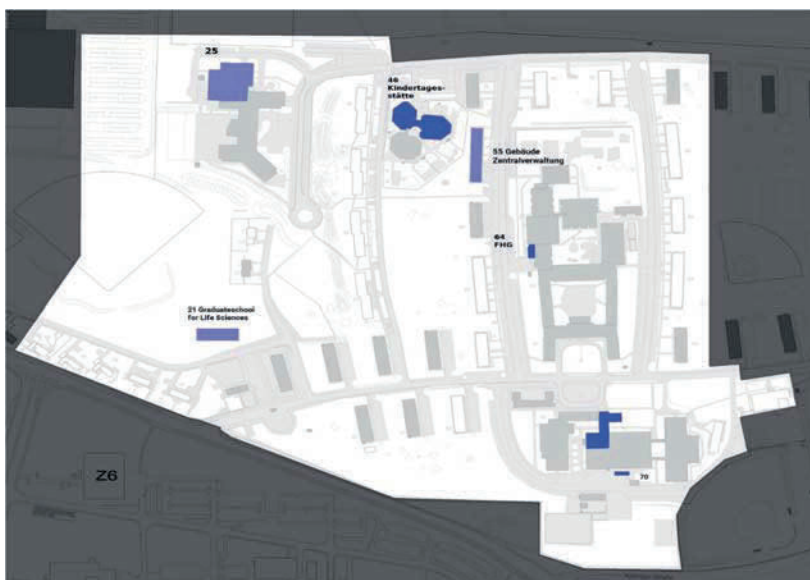 25
46
Kindertages-
stätte
55 Gebäude
Zentralverwaltung
64
FHG
21 Graduateschool
for Life Sciences
Z6
70